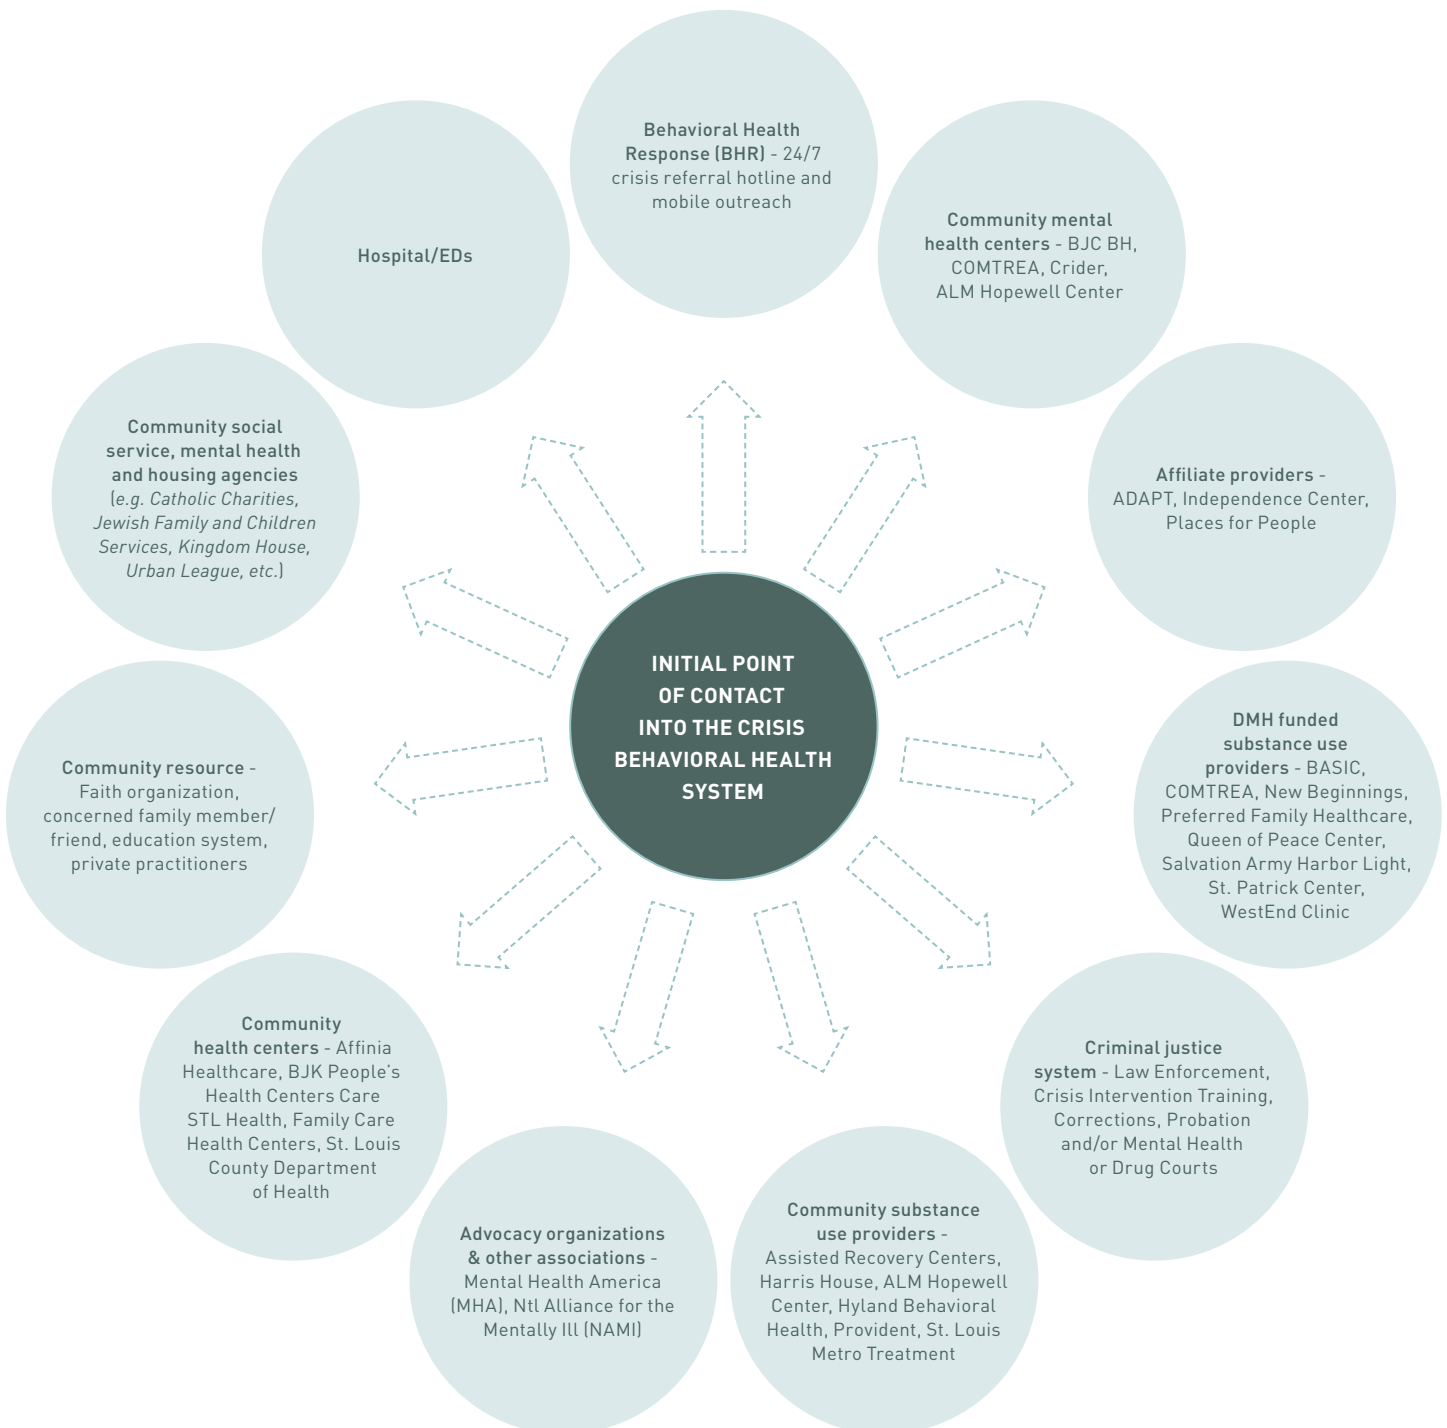 Behavioral Health
Response (BHR) - 24/7
crisis referral hotline and
mobile outreach
Community mental
health centers - BJC BH,
COMTREA, Crider,
ALM Hopewell Center
Affiliate providers -
ADAPT, Independence Center,
Places for People
DMH funded
substance use
providers - BASIC,
COMTREA, New Beginnings,
Preferred Family Healthcare,
Queen of Peace Center,
Salvation Army Harbor Light,
St. Patrick Center,
WestEnd Clinic
Criminal justice
system - Law Enforcement,
Crisis Intervention Training,
Corrections, Probation
and/or Mental Health
or Drug Courts
Community substance
use providers -
Assisted Recovery Centers,
Harris House, ALM Hopewell
Center, Hyland Behavioral
Health, Provident, St. Louis
Metro Treatment
Advocacy organizations
& other associations -
Mental Health America
(MHA), Ntl Alliance for the
Mentally Ill (NAMI)
Community
health centers - Affinia
Healthcare, BJK People's
Health Centers Care
STL Health, Family Care
Health Centers, St. Louis
County Department
of Health
Community resource -
Faith organization,
concerned family member/
friend, education system,
private practitioners
Community social
service, mental health
and housing agencies
(e.g. Catholic Charities,
Jewish Family and Children
Services, Kingdom House,
Urban League, etc.)
Hospital/EDs
INITIAL POINT
OF CONTACT
INTO THE CRISIS
BEHAVIORAL HEALTH
SYSTEM